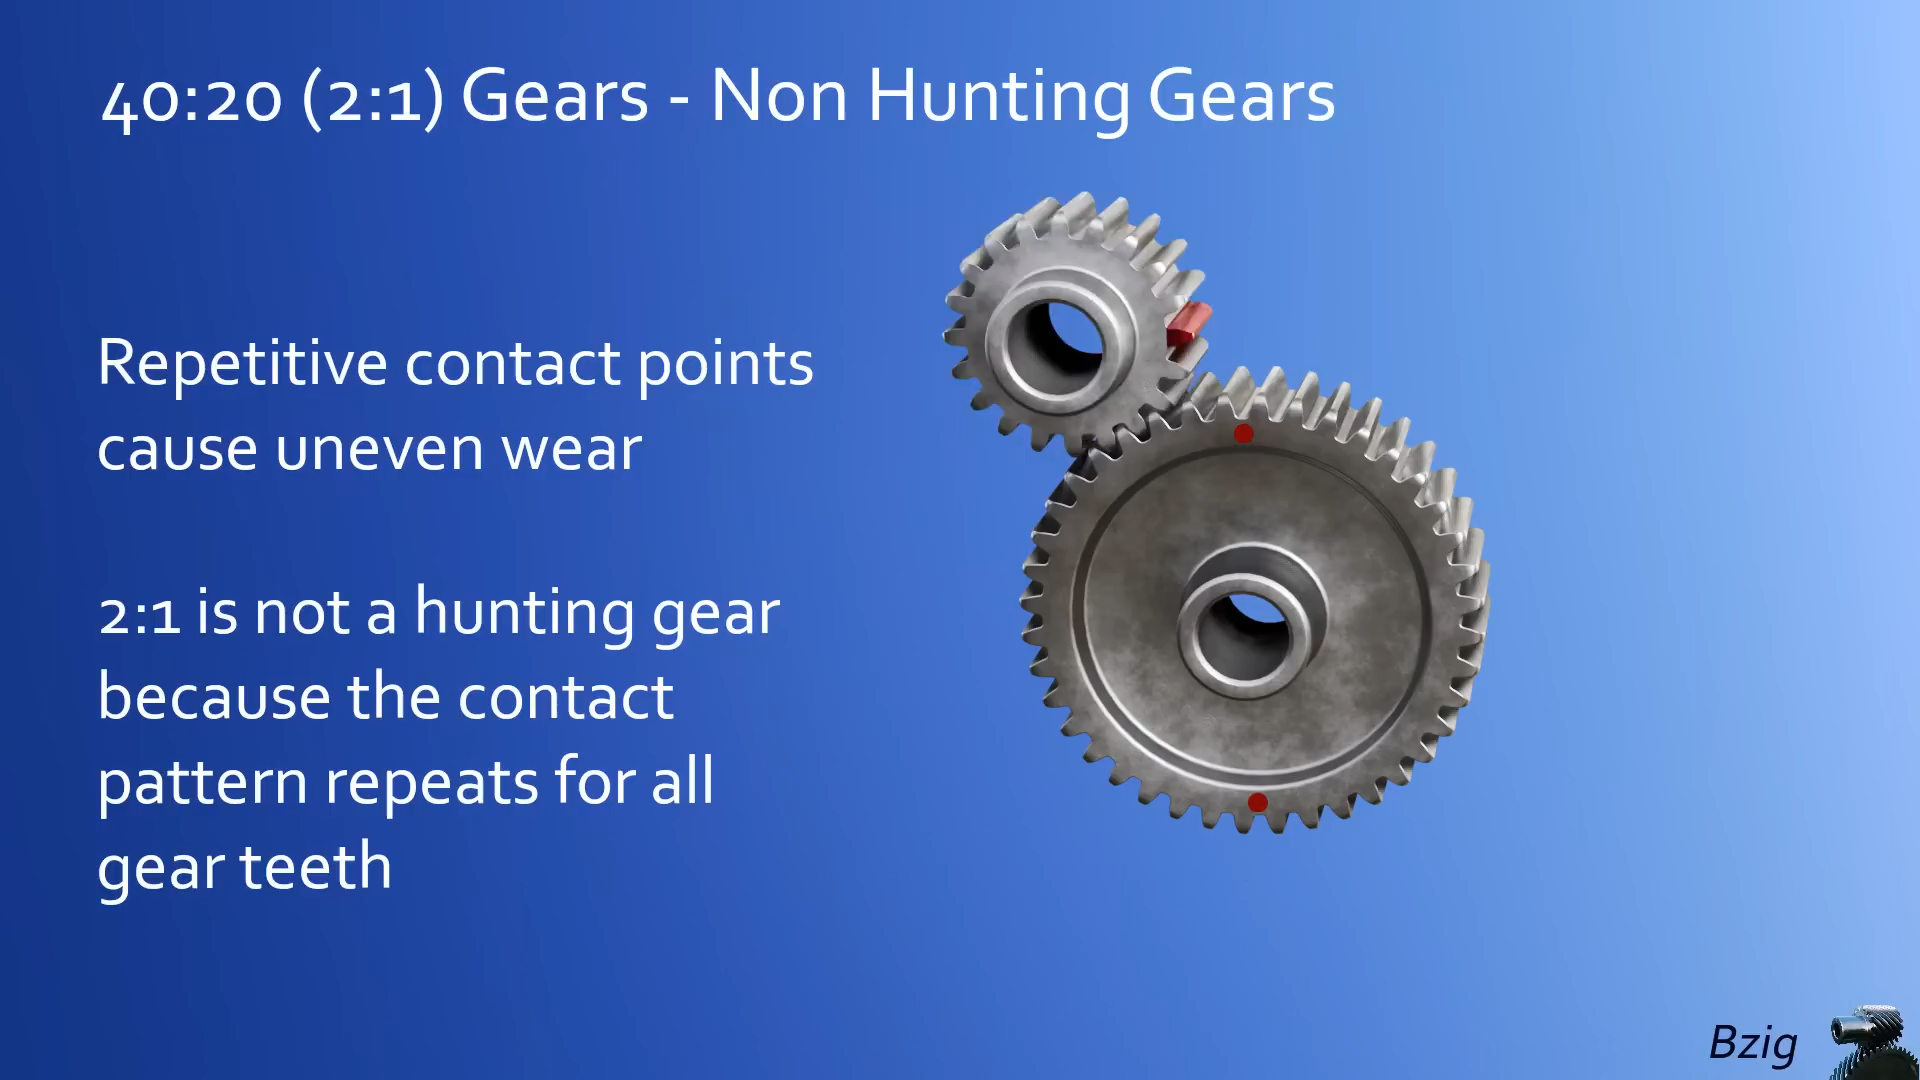 40:20 (2:1) Gears - Non Hunting Gears
Repetitive contact points
cause uneven wear
2:1 is not a hunting gear
because the contact
pattern repeats for all
gear teeth
Bzig